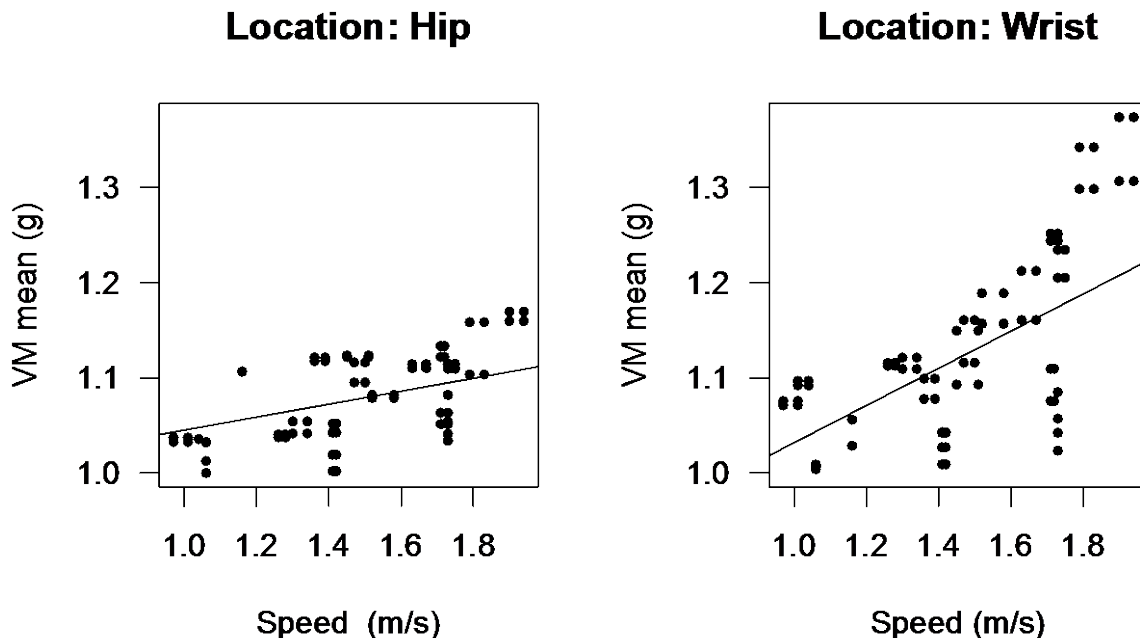 Location: Hip
VM mean (g)
1.3
1.2
1.1
1.0
1.0 1.2 1.4 1.6 1.8
Speed (m/s)
Location: Wrist
VM mean (g)
1.3
1.2
1.1
1.0
1.0 1.2 1.4 1.6 1.8
Speed (m/s)